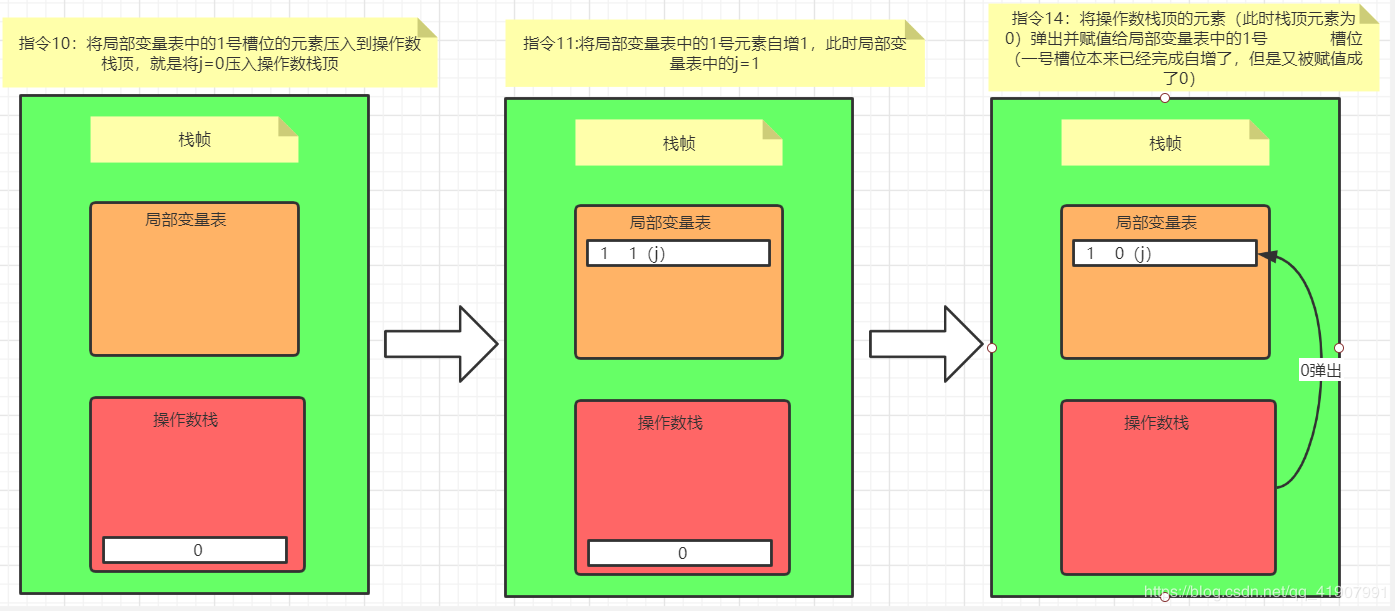 指令10：将局部变量表中的1号槽位的元素压入到操作数
栈顶，就是将j=0压入操作数栈顶
栈帧
局部变量表
操作数栈
0
指令11:将局部变量表中的1号元素自增1，此时局部变
量表中的j=1
栈帧
局部变量表
1 1（j）
操作数栈
0
指令14：将操作数栈顶的元素（此时栈顶元素为
0）弹出并赋值给局部变量表中的1号 槽位
（一号槽位本来已经完成自增了，但是又被赋值成
了0）
栈帧
局部变量表
1 0（j）
0弹出
操作数栈
https://blog.csdn.net/qq_41907991